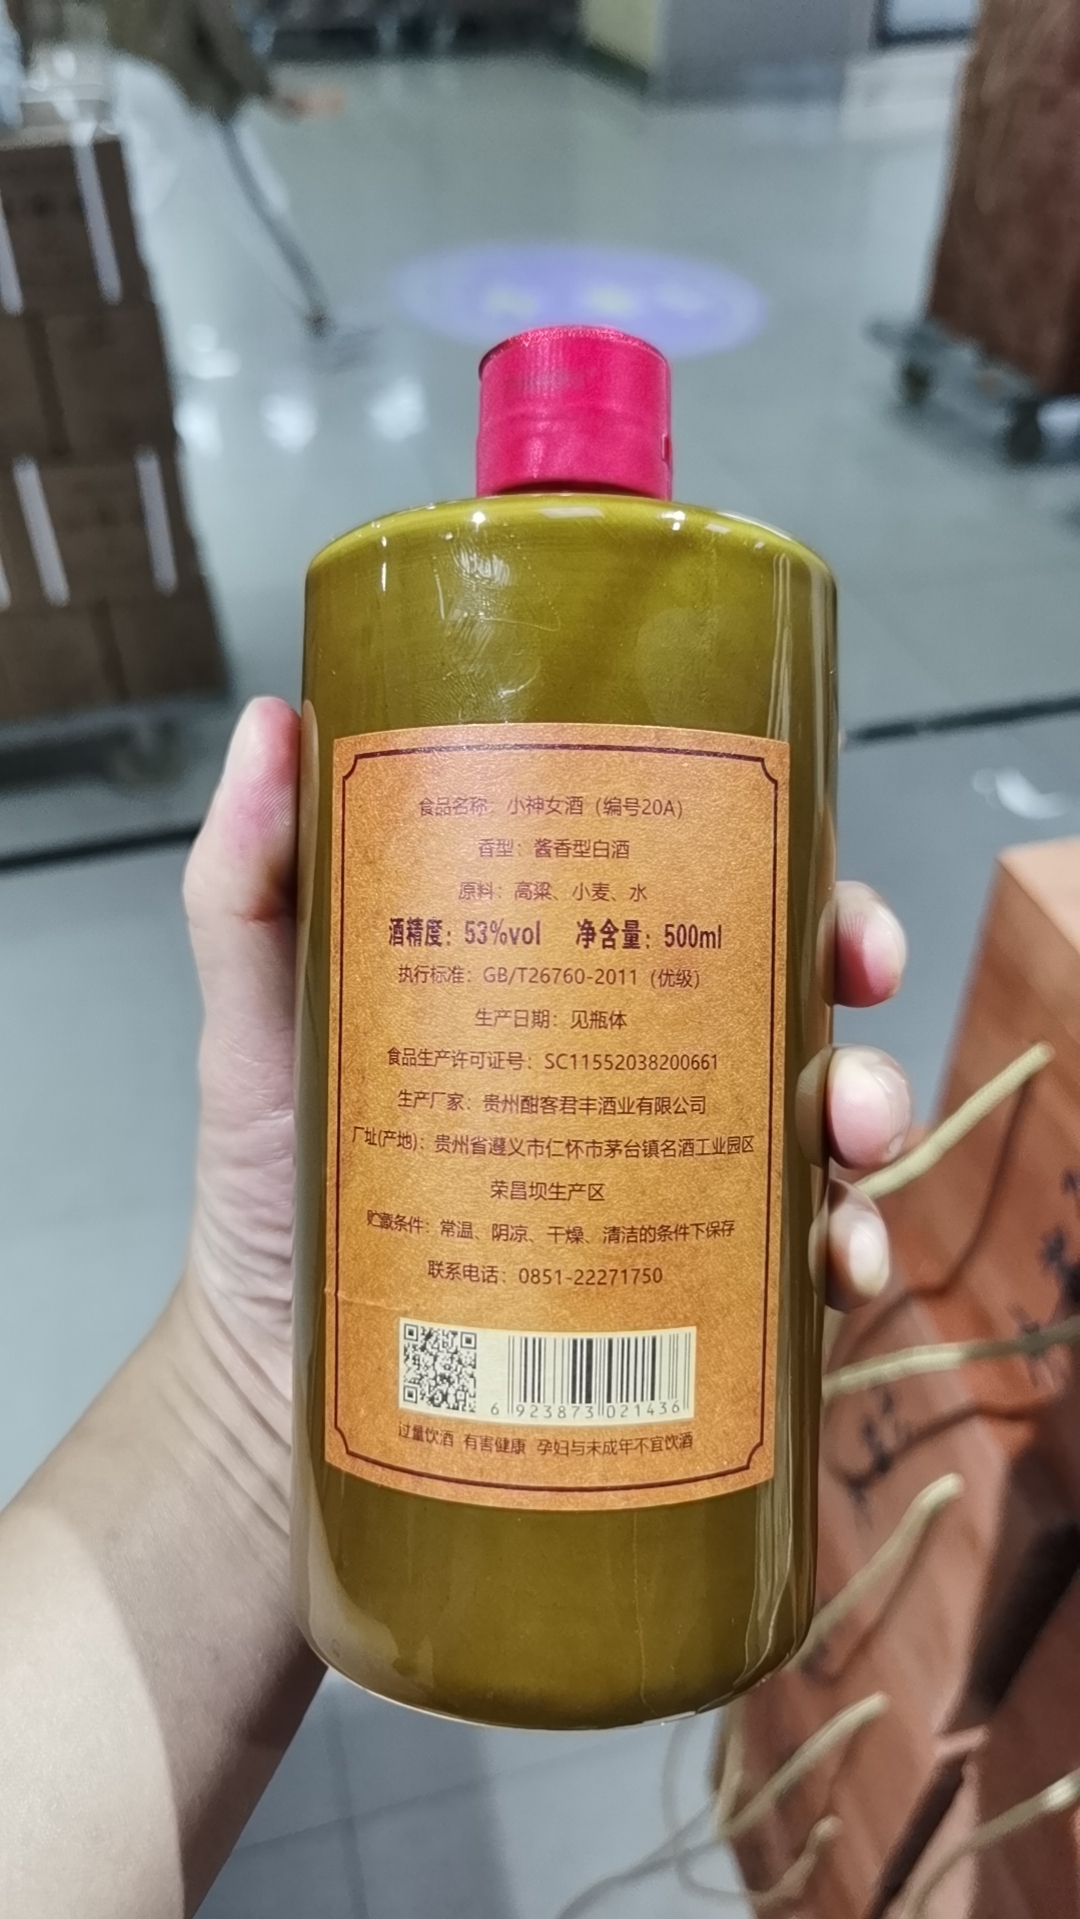 食品名称：小神女酒（编号20A）
香型：酱香型白酒
原料：高粱、小麦、水
酒精度：53%vol 净含量：500ml
执行标准：GB/T26760-2011（优级）
生产日期：见瓶体
食品生产许可证号：SC11552038200661
生产厂家：贵州酣客君丰酒业有限公司
厂址(产地)：贵州省遵义市仁怀市茅台镇名酒工业园区
荣昌坝生产区
贮藏条件：常温、阴凉、干燥、清洁的条件下保存
联系电话：0851-22271750
6 923873 021436
过量饮酒 有害健康 孕妇与未成年不宜饮酒